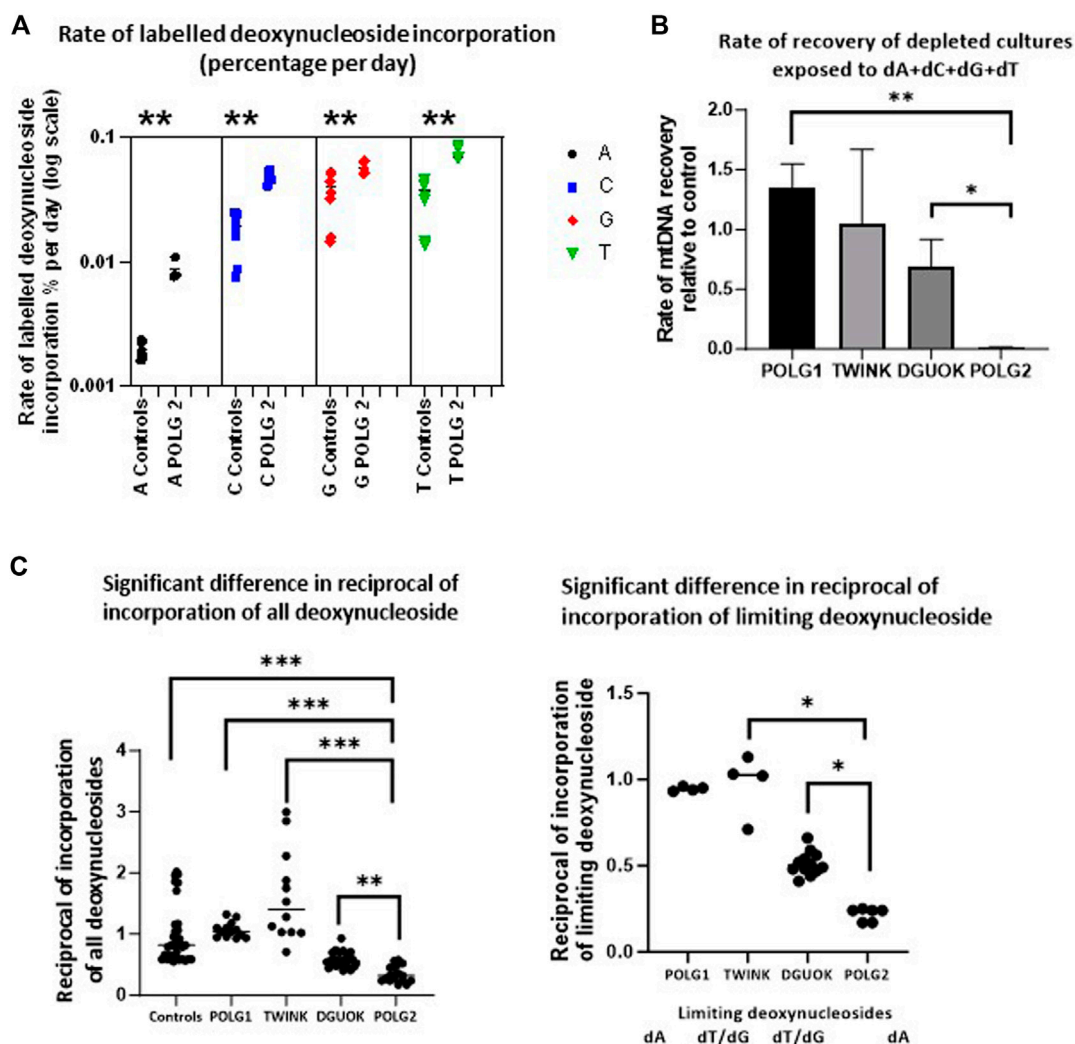 A
Rate of labelled deoxynucleoside incorporation
(percentage per day)
Rate of labelled deoxynucleoside
incorporation % per day (log scale)
** ** ** **
0.1
0.01
0.001
A Controls
A POLG 2
C Controls
C POLG 2
G Controls
G POLG 2
T Controls
T POLG 2
A
C
G
T
B
Rate of recovery of depleted cultures
exposed to dA+dC+dG+dT
Rate of mtDNA recovery
relative to control
2.0
1.5
1.0
0.5
0.0
**
*
POLG1 TWINK DGUOK POLG2
C
Significant difference in reciprocal of
incorporation of all deoxynucleoside
Reciprocal of incorporation
of all deoxynucleosides
***
***
***
**
4
3
2
1
0
Controls POLG1 TWINK DGUOK POLG2
Significant difference in reciprocal of
incorporation of limiting deoxynucleoside
Reciprocal of incorporation
of limiting deoxynucleoside
1.5
1.0
0.5
0.0
*
*
POLG1 TWINK DGUOK POLG2
Limiting deoxynucleosides
dA dT/dG dT/dG dA